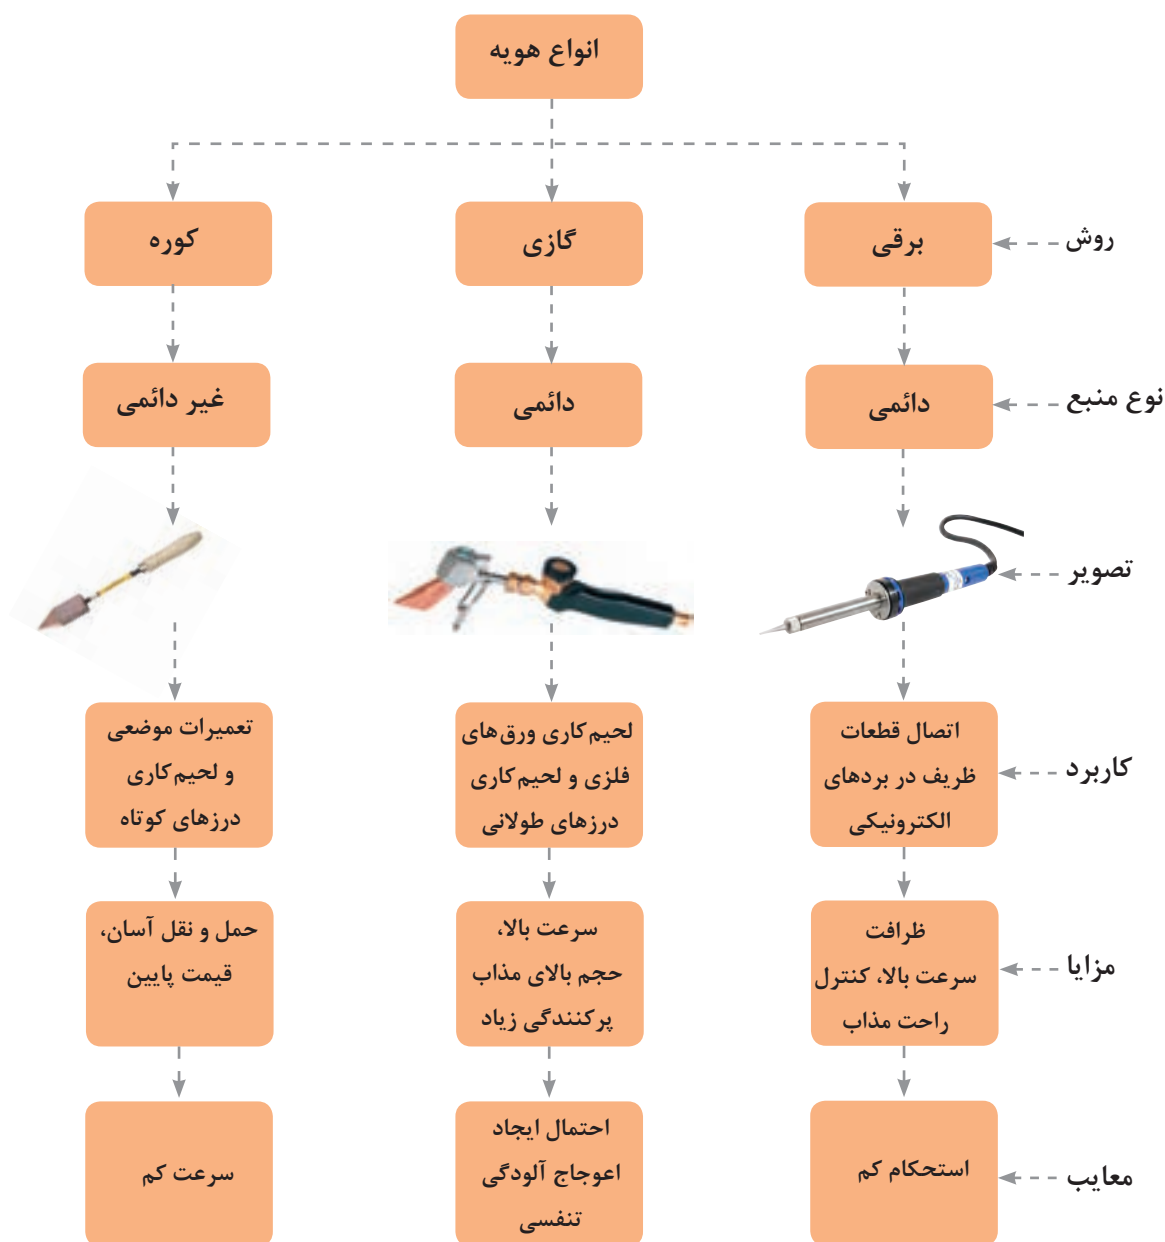 انواع هویه
روش
برقی
گازی
کوره
نوع منبع
دائمی
دائمی
غیر دائمی
تصویر
کاربرد
اتصال قطعات
ظریف در بردهای
الکترونیکی
لحیم‌کاری ورق‌های
فلزی و لحیم‌کاری
درزهای طولانی
تعمیرات موضعی
و لحیم‌کاری
درزهای کوتاه
مزایا
ظرافت
سرعت بالا، کنترل
راحت مذاب
سرعت بالا،
حجم بالای مذاب
پرکنندگی زیاد
حمل و نقل آسان،
قیمت پایین
معایب
استحکام کم
احتمال ایجاد
اعوجاج آلودگی
تنفسی
سرعت کم